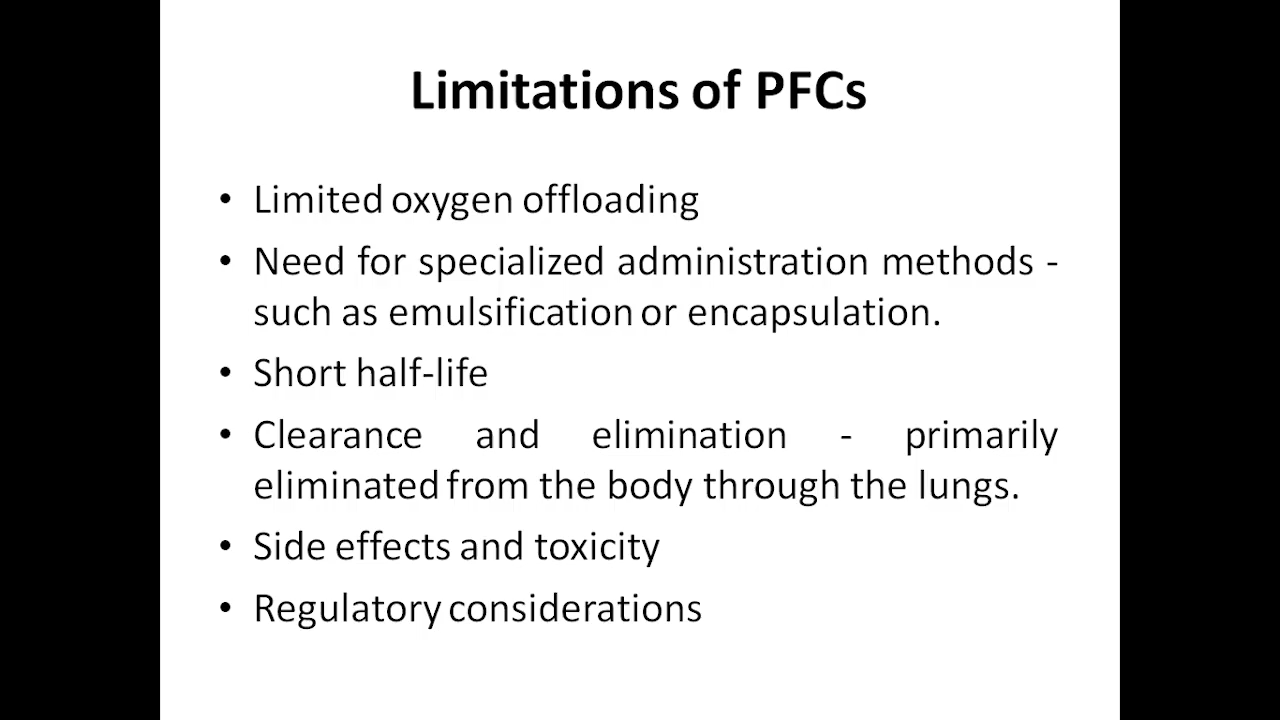 Limitations of PFCs
• Limited oxygen offloading
• Need for specialized administration methods -
such as emulsification or encapsulation.
• Short half-life
• Clearance and elimination - primarily
eliminated from the body through the lungs.
• Side effects and toxicity
• Regulatory considerations